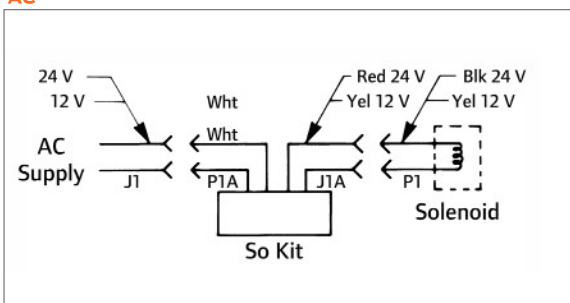 AC
24 V
12 V
Wht
Red 24 V
Yel 12 V
Blk 24 V
Yel 12 V
AC
Supply
Wht
J1
P1A
J1A
P1
Solenoid
So Kit